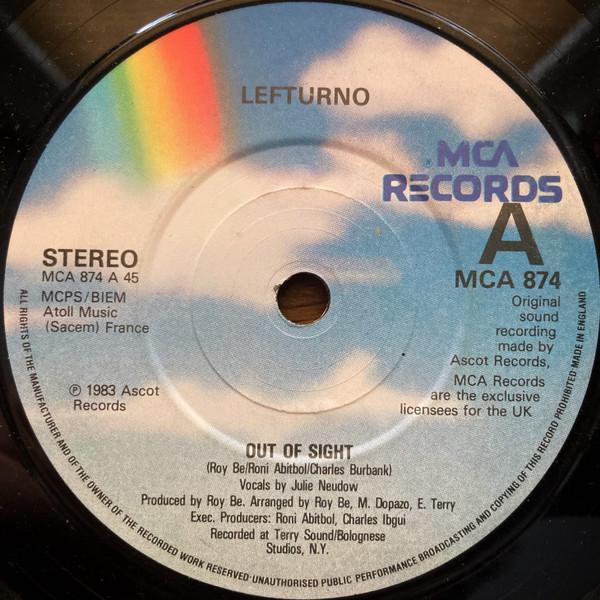 LEFTURNO
MCA
RECORDS
A
MCA 874
STEREO
MCA 874 A 45
MCPS/BIEM
Atoll Music
(Sacem) France
℗ 1983 Ascot
Records
Original
sound
recording
made by
Ascot Records,
MCA Records
are the exclusive
licensees for the UK
OUT OF SIGHT
(Roy Be/Roni Abitbol/Charles Burbank)
Vocals by Julie Neudow
Produced by Roy Be. Arranged by Roy Be, M. Dopazo, E. Terry
Exec. Producers: Roni Abitbol, Charles Ibgui
Recorded at Terry Sound/Bolognese
Studios, N.Y.
ALL RIGHTS OF THE MANUFACTURER AND OF THE OWNER OF THE RECORDED WORK RESERVED·UNAUTHORISED PUBLIC PERFORMANCE BROADCASTING AND COPYING OF THIS RECORD PROHIBITED·MADE IN ENGLAND